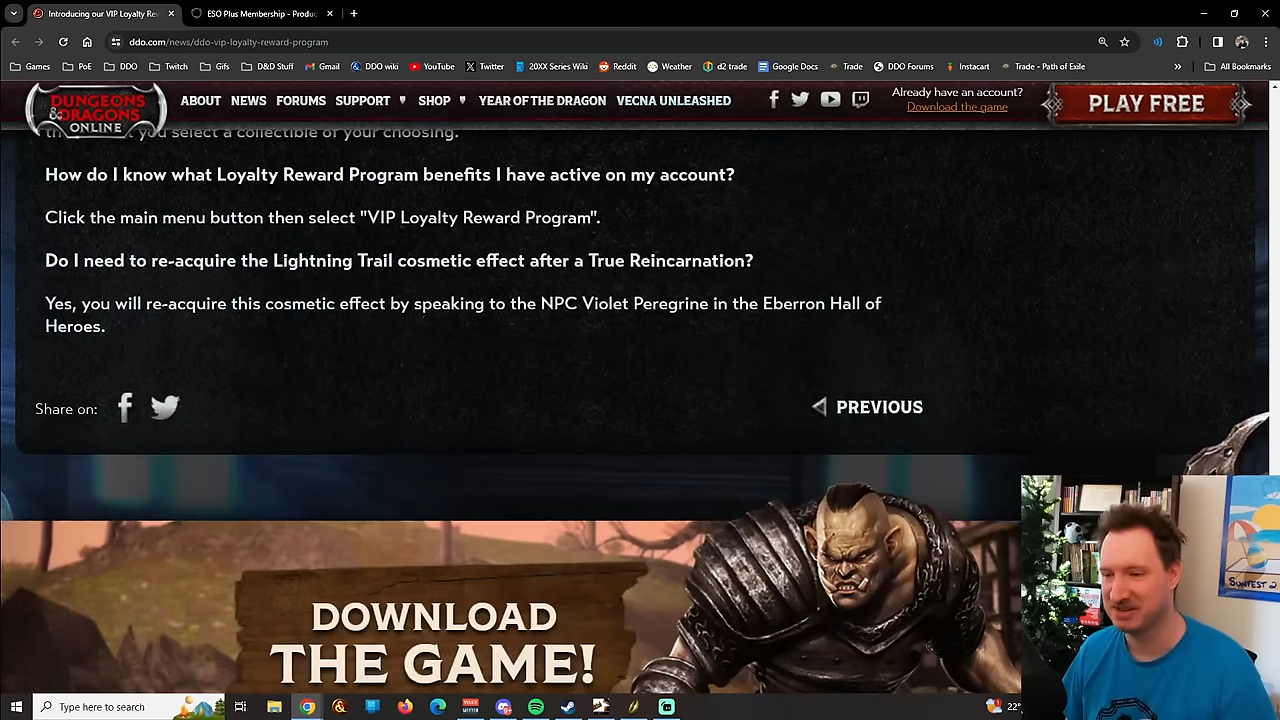 Introducing our VIP Loyalty Rew
ESO Plus Membership - Produc
ddo.com/news/ddo-vip-loyalty-reward-program
Games
PoE
DDO
Twitch
Gifs
D&D Stuff
Gmail
DDO wiki
YouTube
Twitter
20XX Series Wiki
Reddit
Weather
d2 trade
Google Docs
Trade
DDO Forums
Instacart
Trade - Path of Exile
All Bookmarks
DUNGEONS
& DRAGONS
ONLINE
ABOUT
NEWS
FORUMS
SUPPORT
SHOP
YEAR OF THE DRAGON
VECNA UNLEASHED
Already have an account?
Download the game
PLAY FREE
you select a collectible of your choosing.
How do I know what Loyalty Reward Program benefits I have active on my account?
Click the main menu button then select "VIP Loyalty Reward Program".
Do I need to re-acquire the Lightning Trail cosmetic effect after a True Reincarnation?
Yes, you will re-acquire this cosmetic effect by speaking to the NPC Violet Peregrine in the Eberron Hall of
Heroes.
Share on:
PREVIOUS
DOWNLOAD
THE GAME!
SUNFEST
Type here to search
22°